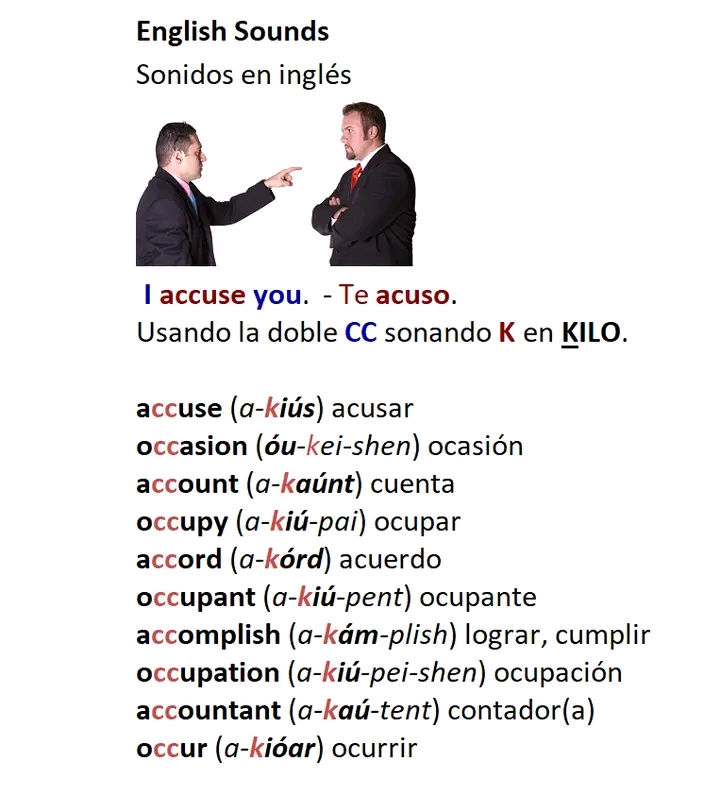 English Sounds
Sonidos en inglés
I accuse you. - Te acuso.
Usando la doble CC sonando K en KILO.
accuse (a-kiús) acusar
occasion (óu-kei-shen) ocasión
account (a-kaúnt) cuenta
occupy (a-kiú-pai) ocupar
accord (a-kórd) acuerdo
occupant (a-kiú-pent) ocupante
accomplish (a-kám-plish) lograr, cumplir
occupation (a-kiú-pei-shen) ocupación
accountant (a-kaú-tent) contador(a)
occur (a-kióar) ocurrir